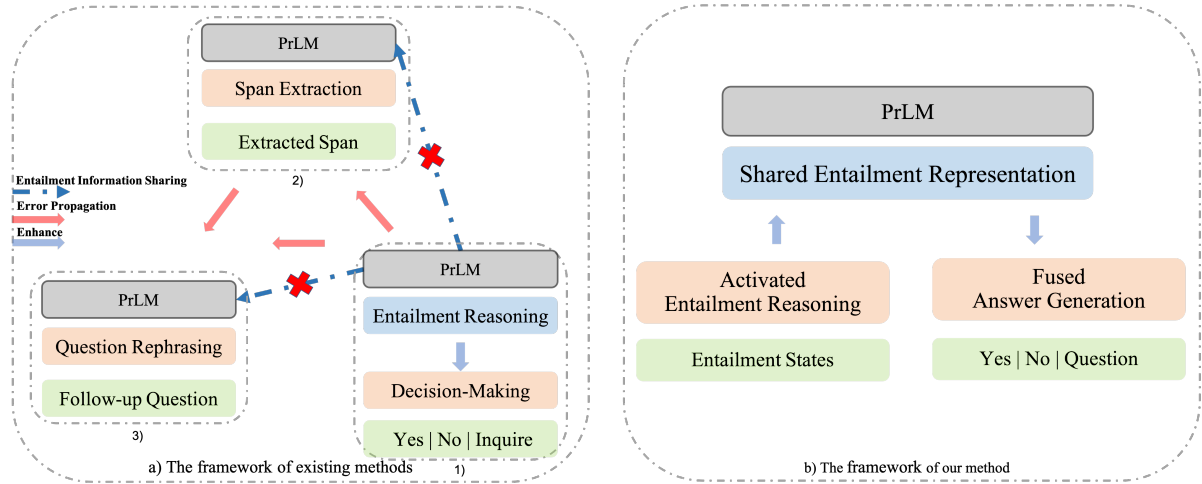 PrLM
Span Extraction
Extracted Span
2)
Entailment Information Sharing
Error Propagation
Enhance
PrLM
Question Rephrasing
Follow-up Question
3)
PrLM
Entailment Reasoning
Decision-Making
Yes | No | Inquire
1)
a) The framework of existing methods
PrLM
Shared Entailment Representation
Activated
Entailment Reasoning
Entailment States
Fused
Answer Generation
Yes | No | Question
b) The framework of our method